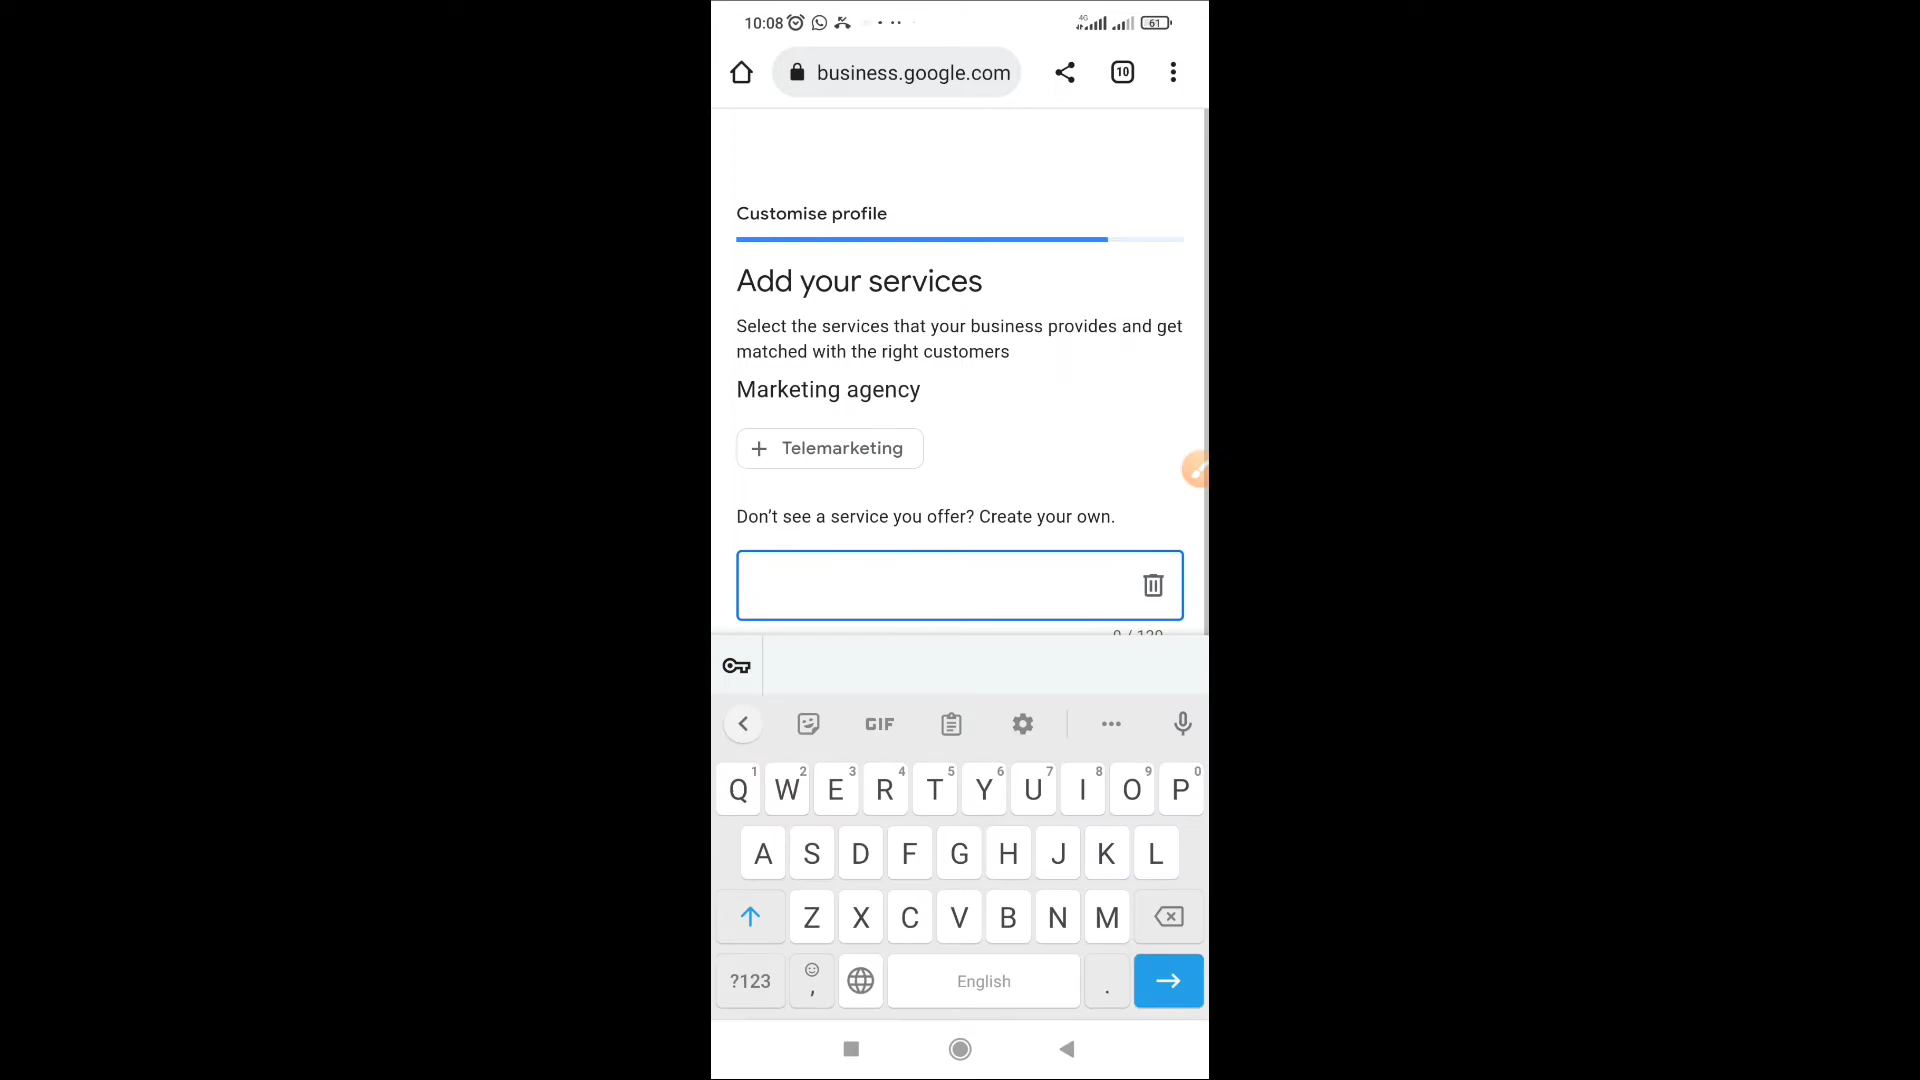 10:08
4G
61
business.google.com
10
Customise profile
Add your services
Select the services that your business provides and get
matched with the right customers
Marketing agency
+ Telemarketing
Don't see a service you offer? Create your own.
0 / 120
GIF
Q1 W2 E3 R4 T5 Y6 U7 I8 O9 P0
A S D F G H J K L
Z X C V B N M
?123 , English .